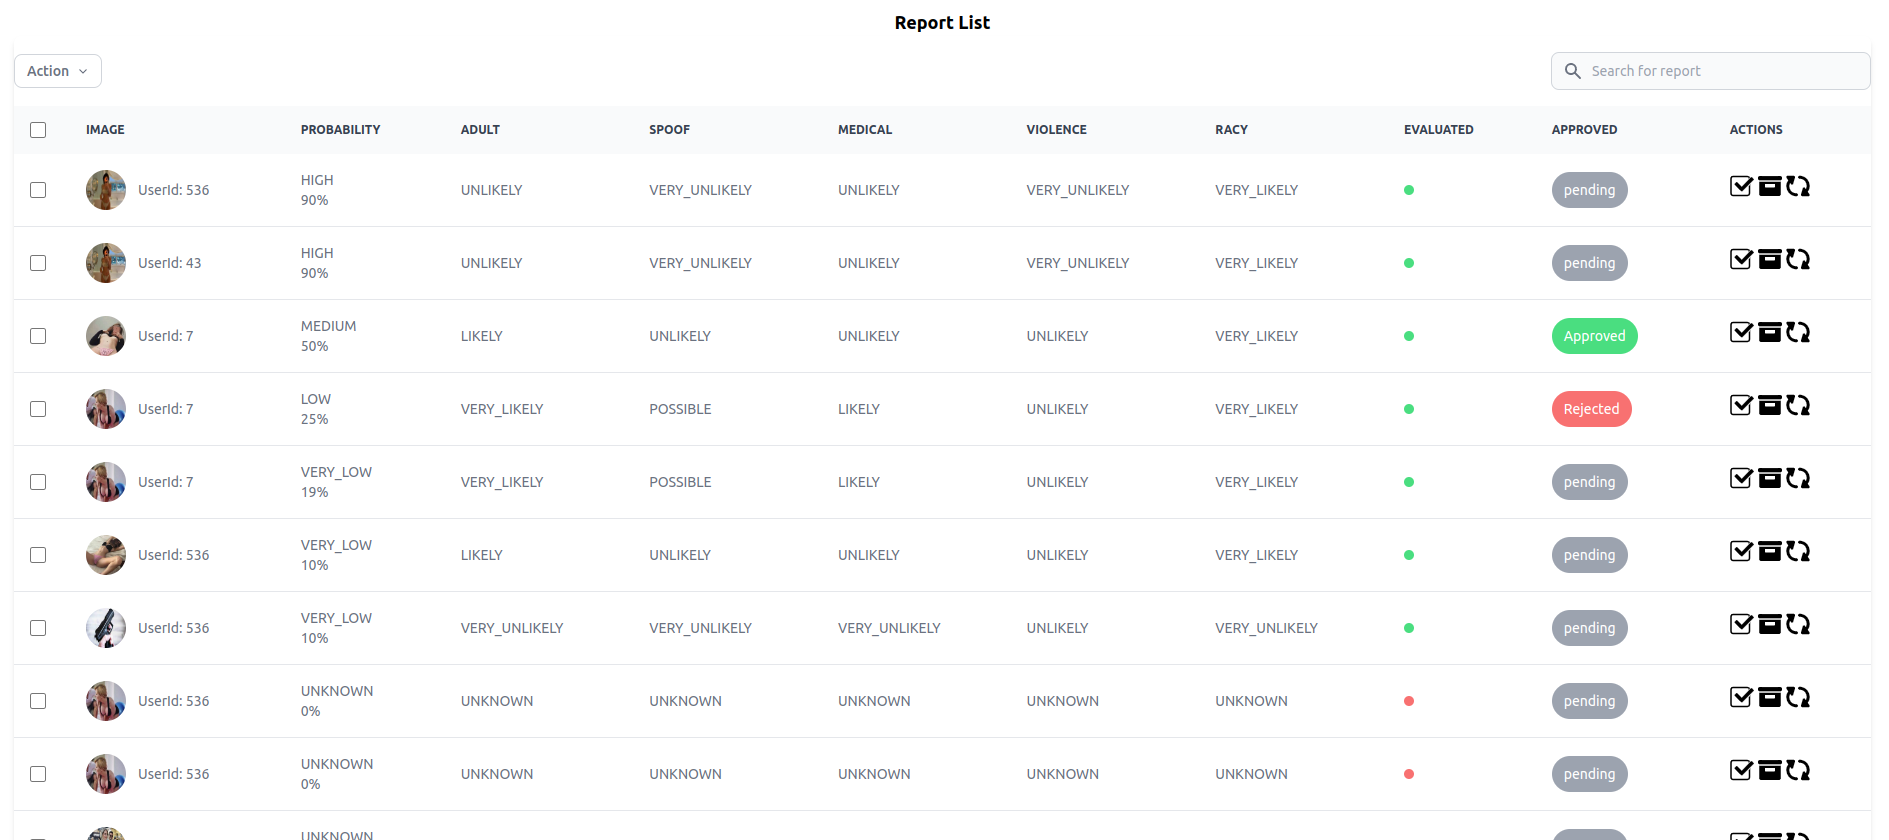 Report List
Action
Search for report
IMAGE PROBABILITY ADULT SPOOF MEDICAL VIOLENCE RACY EVALUATED APPROVED ACTIONS
UserId: 536 HIGH 90% UNLIKELY VERY_UNLIKELY UNLIKELY VERY_UNLIKELY VERY_LIKELY pending
UserId: 43 HIGH 90% UNLIKELY VERY_UNLIKELY UNLIKELY VERY_UNLIKELY VERY_LIKELY pending
UserId: 7 MEDIUM 50% LIKELY UNLIKELY UNLIKELY UNLIKELY VERY_LIKELY Approved
UserId: 7 LOW 25% VERY_LIKELY POSSIBLE LIKELY UNLIKELY VERY_LIKELY Rejected
UserId: 7 VERY_LOW 19% VERY_LIKELY POSSIBLE LIKELY UNLIKELY VERY_LIKELY pending
UserId: 536 VERY_LOW 10% LIKELY UNLIKELY UNLIKELY UNLIKELY VERY_LIKELY pending
UserId: 536 VERY_LOW 10% VERY_UNLIKELY VERY_UNLIKELY VERY_UNLIKELY UNLIKELY VERY_UNLIKELY pending
UserId: 536 UNKNOWN 0% UNKNOWN UNKNOWN UNKNOWN UNKNOWN UNKNOWN pending
UserId: 536 UNKNOWN 0% UNKNOWN UNKNOWN UNKNOWN UNKNOWN UNKNOWN pending
UNKNOWN